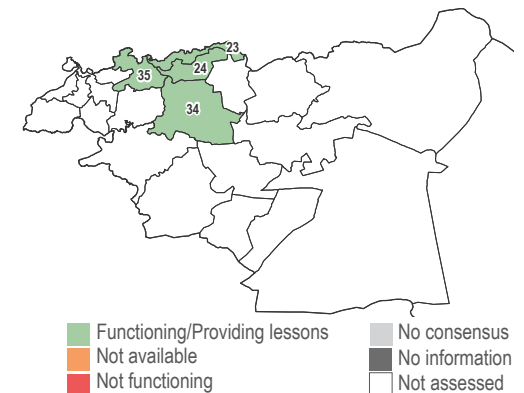 23
24
35
34
Functioning/Providing lessons
Not available
Not functioning
No consensus
No information
Not assessed